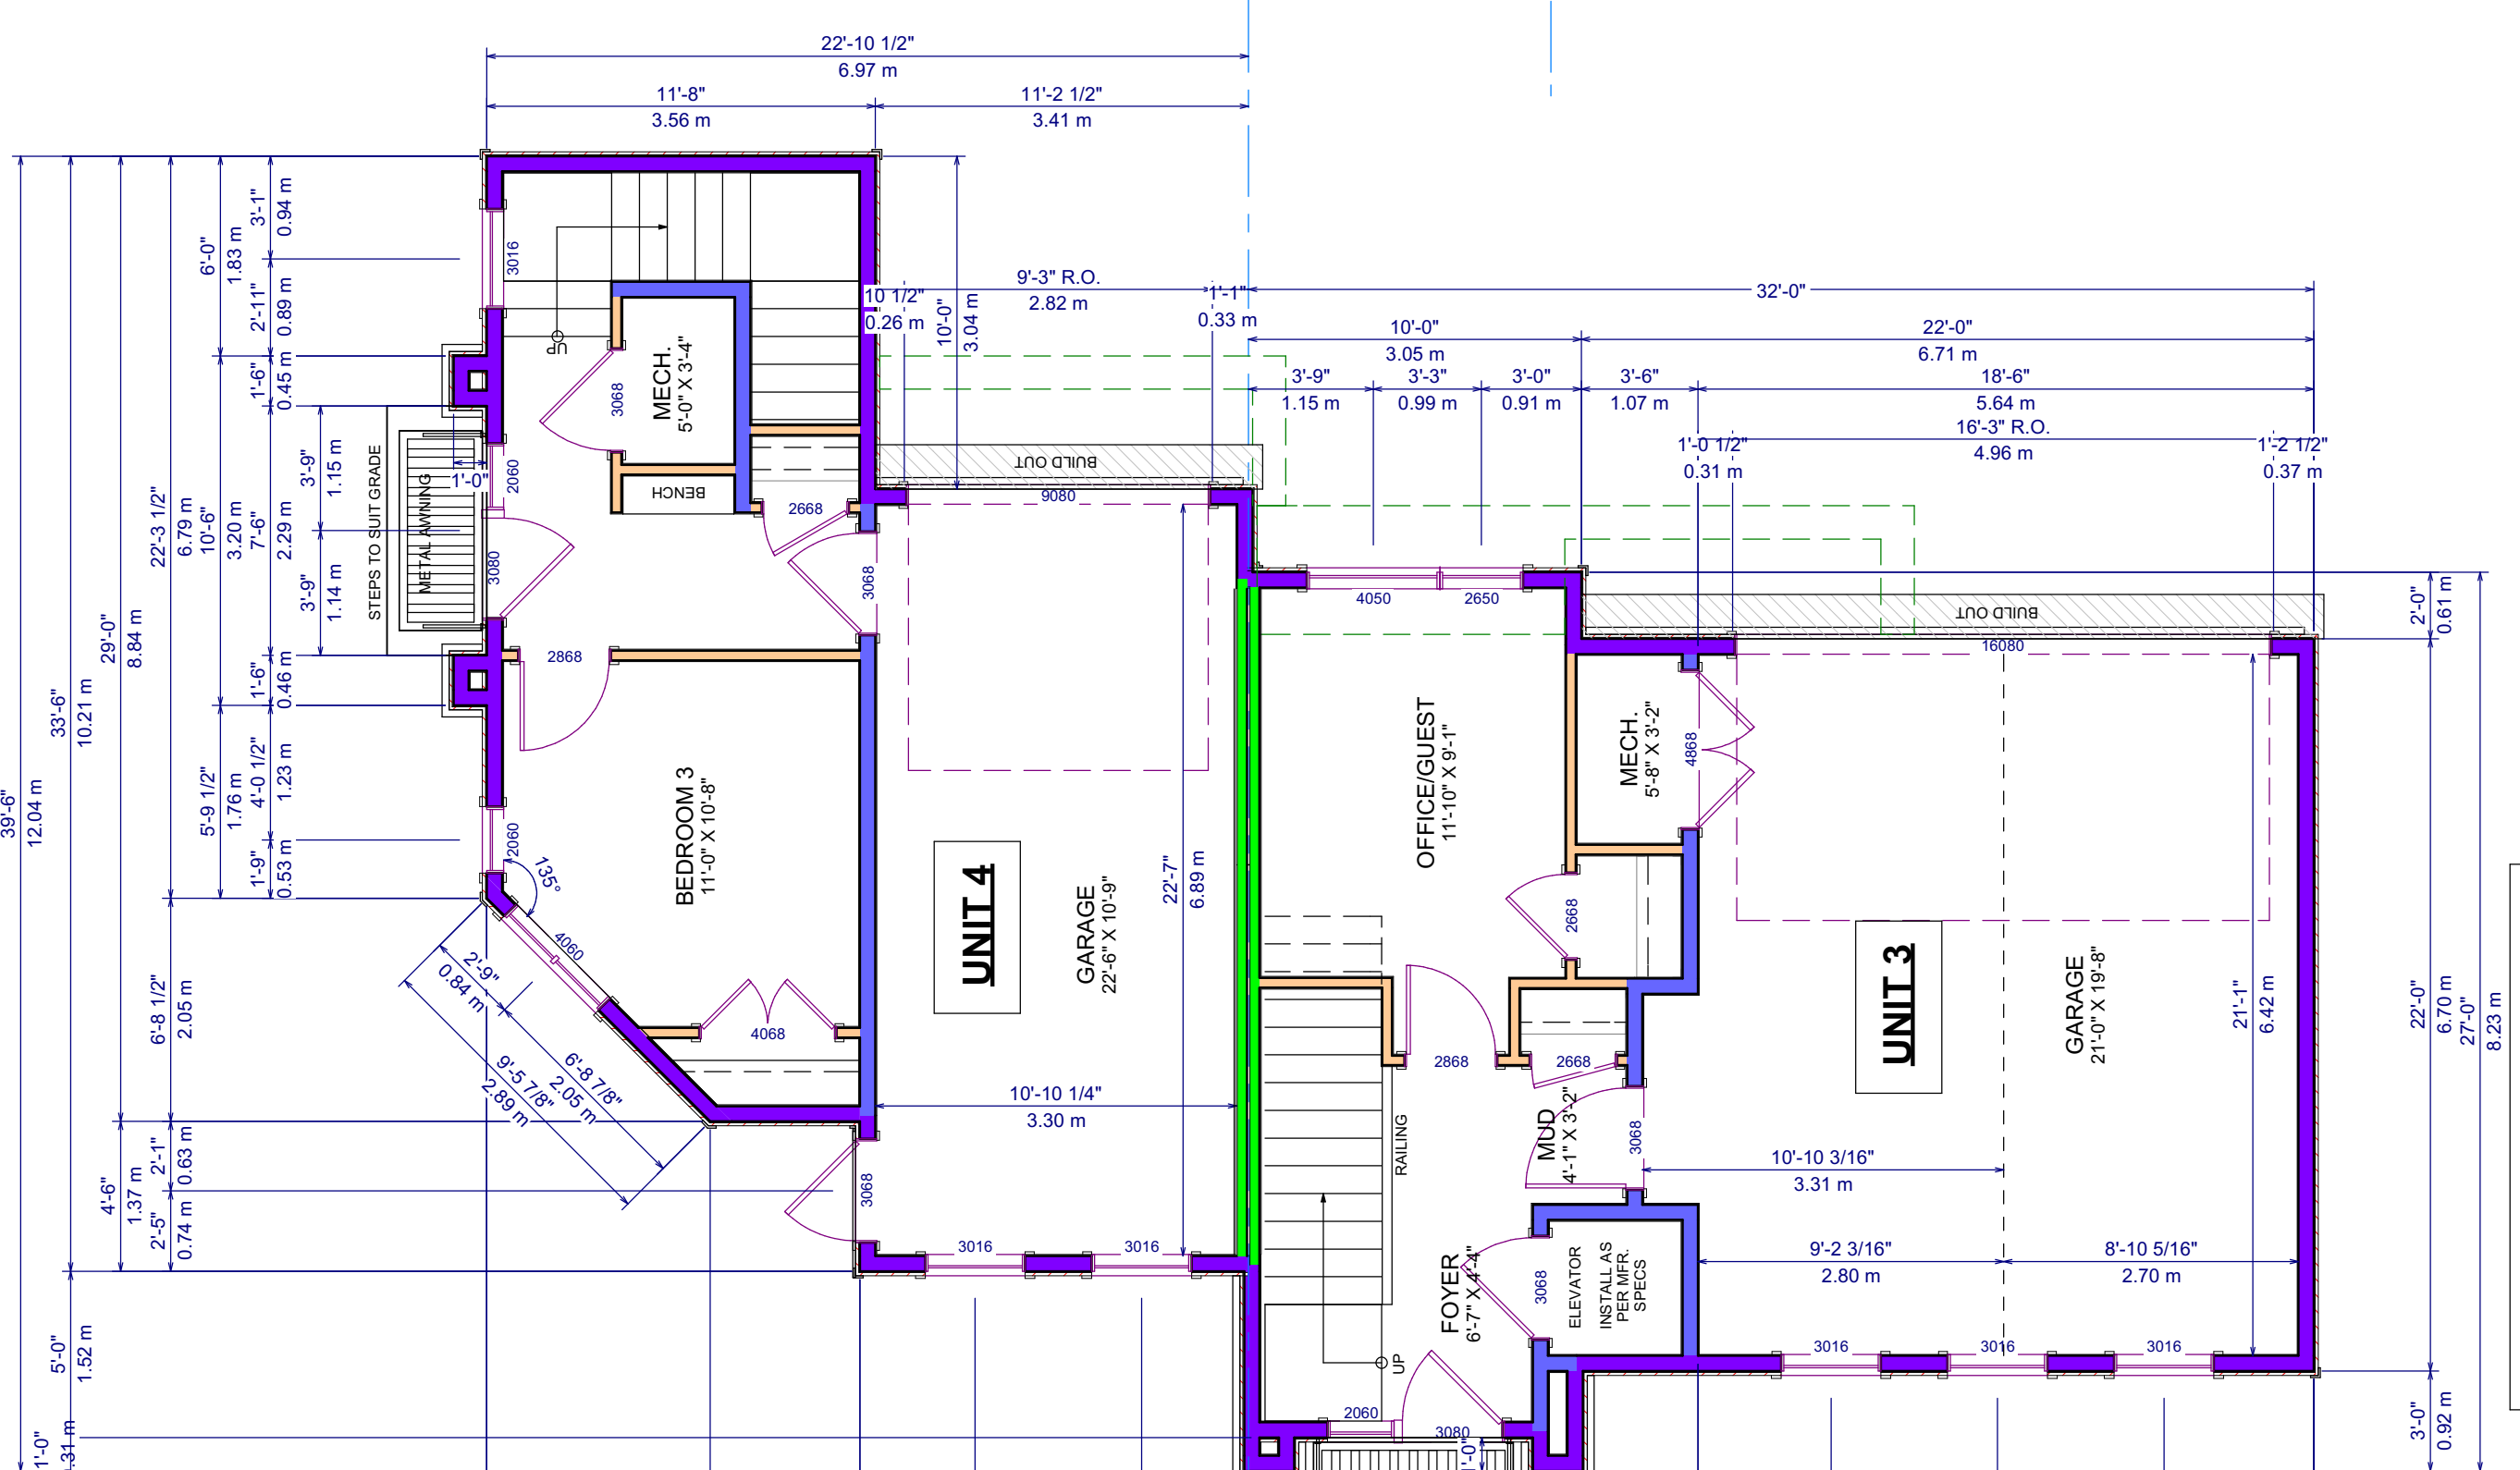 22'-10 1/2"
6.97 m
11'-8"
3.56 m
11'-2 1/2"
3.41 m
3'-1"
0.94 m
6'-0"
1.83 m
2'-11"
0.89 m
1'-6"
0.45 m
3016
UP
MECH.
5'-0" X 3'-4"
3068
10 1/2"
0.26 m
10'-0"
3.04 m
9'-3" R.O.
2.82 m
1'-1"
0.33 m
32'-0"
10'-0"
3.05 m
22'-0"
6.71 m
3'-9"
1.15 m
3'-3"
0.99 m
3'-0"
0.91 m
3'-6"
1.07 m
18'-6"
5.64 m
16'-3" R.O.
4.96 m
1'-0 1/2"
0.31 m
1'-2 1/2"
0.37 m
BUILD OUT
9080
STEPS TO SUIT GRADE
METAL AWNING
1'-0"
2060
3080
BENCH
2668
3068
3'-9"
1.15 m
3'-9"
1.14 m
7'-6"
2.29 m
10'-6"
3.20 m
22'-3 1/2"
6.79 m
29'-0"
8.84 m
33'-6"
10.21 m
39'-6"
12.04 m
1'-6"
0.46 m
5'-9 1/2"
1.76 m
4'-0 1/2"
1.23 m
1'-9"
0.53 m
2868
BEDROOM 3
11'-0" X 10'-8"
2060
135°
4060
2'-9"
0.84 m
6'-8 7/8"
2.05 m
9'-5 7/8"
2.89 m
4068
6'-8 1/2"
2.05 m
4'-6"
1.37 m
2'-1"
0.63 m
2'-5"
0.74 m
5'-0"
1.52 m
1'-0"
.31 m
UNIT 4
GARAGE
22'-6" X 10'-9"
22'-7"
6.89 m
10'-10 1/4"
3.30 m
3068
3016
3016
4050
2650
BUILD OUT
16080
2'-0"
0.61 m
OFFICE/GUEST
11'-10" X 9'-1"
MECH.
5'-8" X 3'-2"
4868
2668
2868
2668
RAILING
MUD
4'-1" X 3'-2"
3068
UNIT 3
GARAGE
21'-0" X 19'-8"
21'-1"
6.42 m
22'-0"
6.70 m
27'-0"
8.23 m
10'-10 3/16"
3.31 m
9'-2 3/16"
2.80 m
8'-10 5/16"
2.70 m
FOYER
6'-7" X 4'-4"
3068
ELEVATOR
INSTALL AS
PER MFR.
SPECS
UP
3016
3016
3016
2060
3080
'-0"
3'-0"
0.92 m